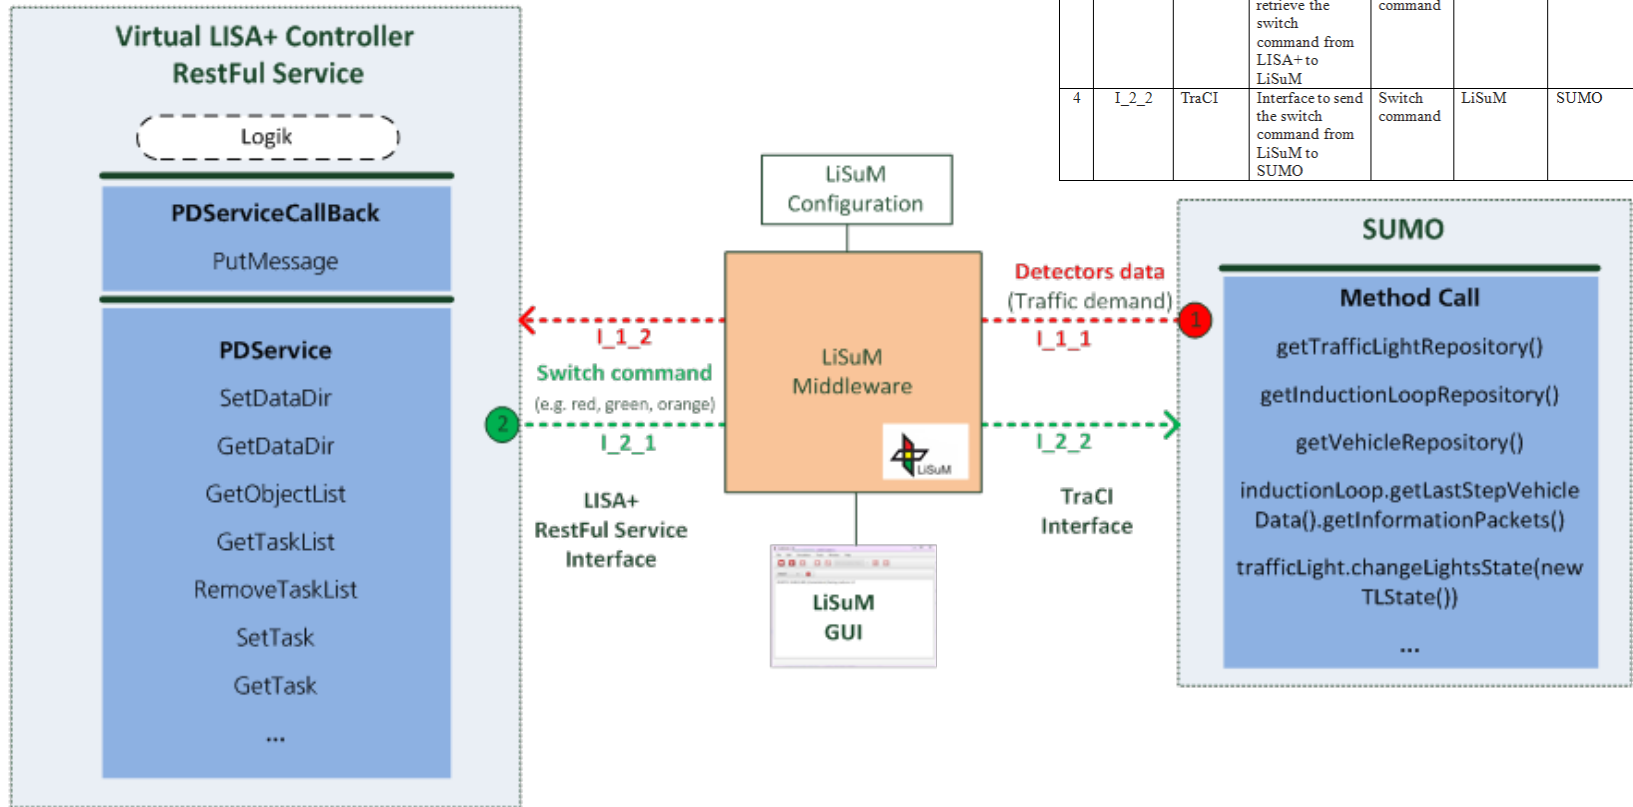 Virtual LISA+ Controller
RestFul Service
Logik
PDServiceCallBack
PutMessage
PDService
SetDataDir
GetDataDir
GetObjectList
GetTaskList
RemoveTaskList
SetTask
GetTask
...
I_1_2
Switch command
(e.g. red, green, orange)
2
I_2_1
LISA+
RestFul Service
Interface
LiSuM
Configuration
LiSuM
Middleware
LiSuM
LiSuM
GUI
Detectors data
(Traffic demand)
1
I_1_1
I_2_2
TraCI
Interface
retrieve the command
switch
command from
LISA+ to
LiSuM
4 I_2_2 TraCI Interface to send Switch LiSuM SUMO
the switch command
command from
LiSuM to
SUMO
SUMO
Method Call
getTrafficLightRepository()
getInductionLoopRepository()
getVehicleRepository()
inductionLoop.getLastStepVehicle
Data().getInformationPackets()
trafficLight.changeLightsState(new
TLState())
...